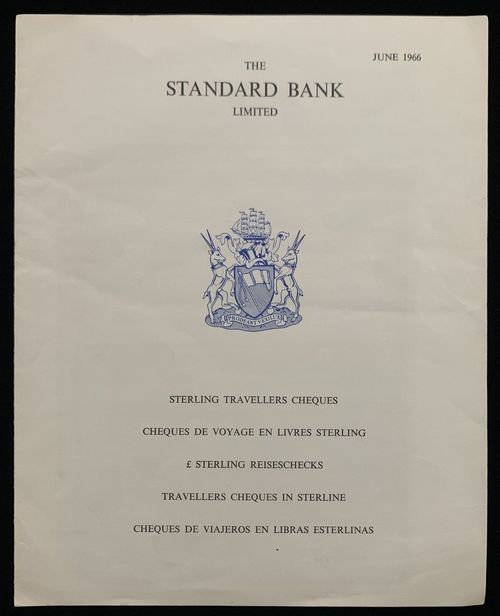 JUNE 1966
THE
STANDARD BANK
LIMITED
STERLING TRAVELLERS CHEQUES
CHEQUES DE VOYAGE EN LIVRES STERLING
£ STERLING REISESCHECKS
TRAVELLERS CHEQUES IN STERLINE
CHEQUES DE VIAJEROS EN LIBRAS ESTERLINAS